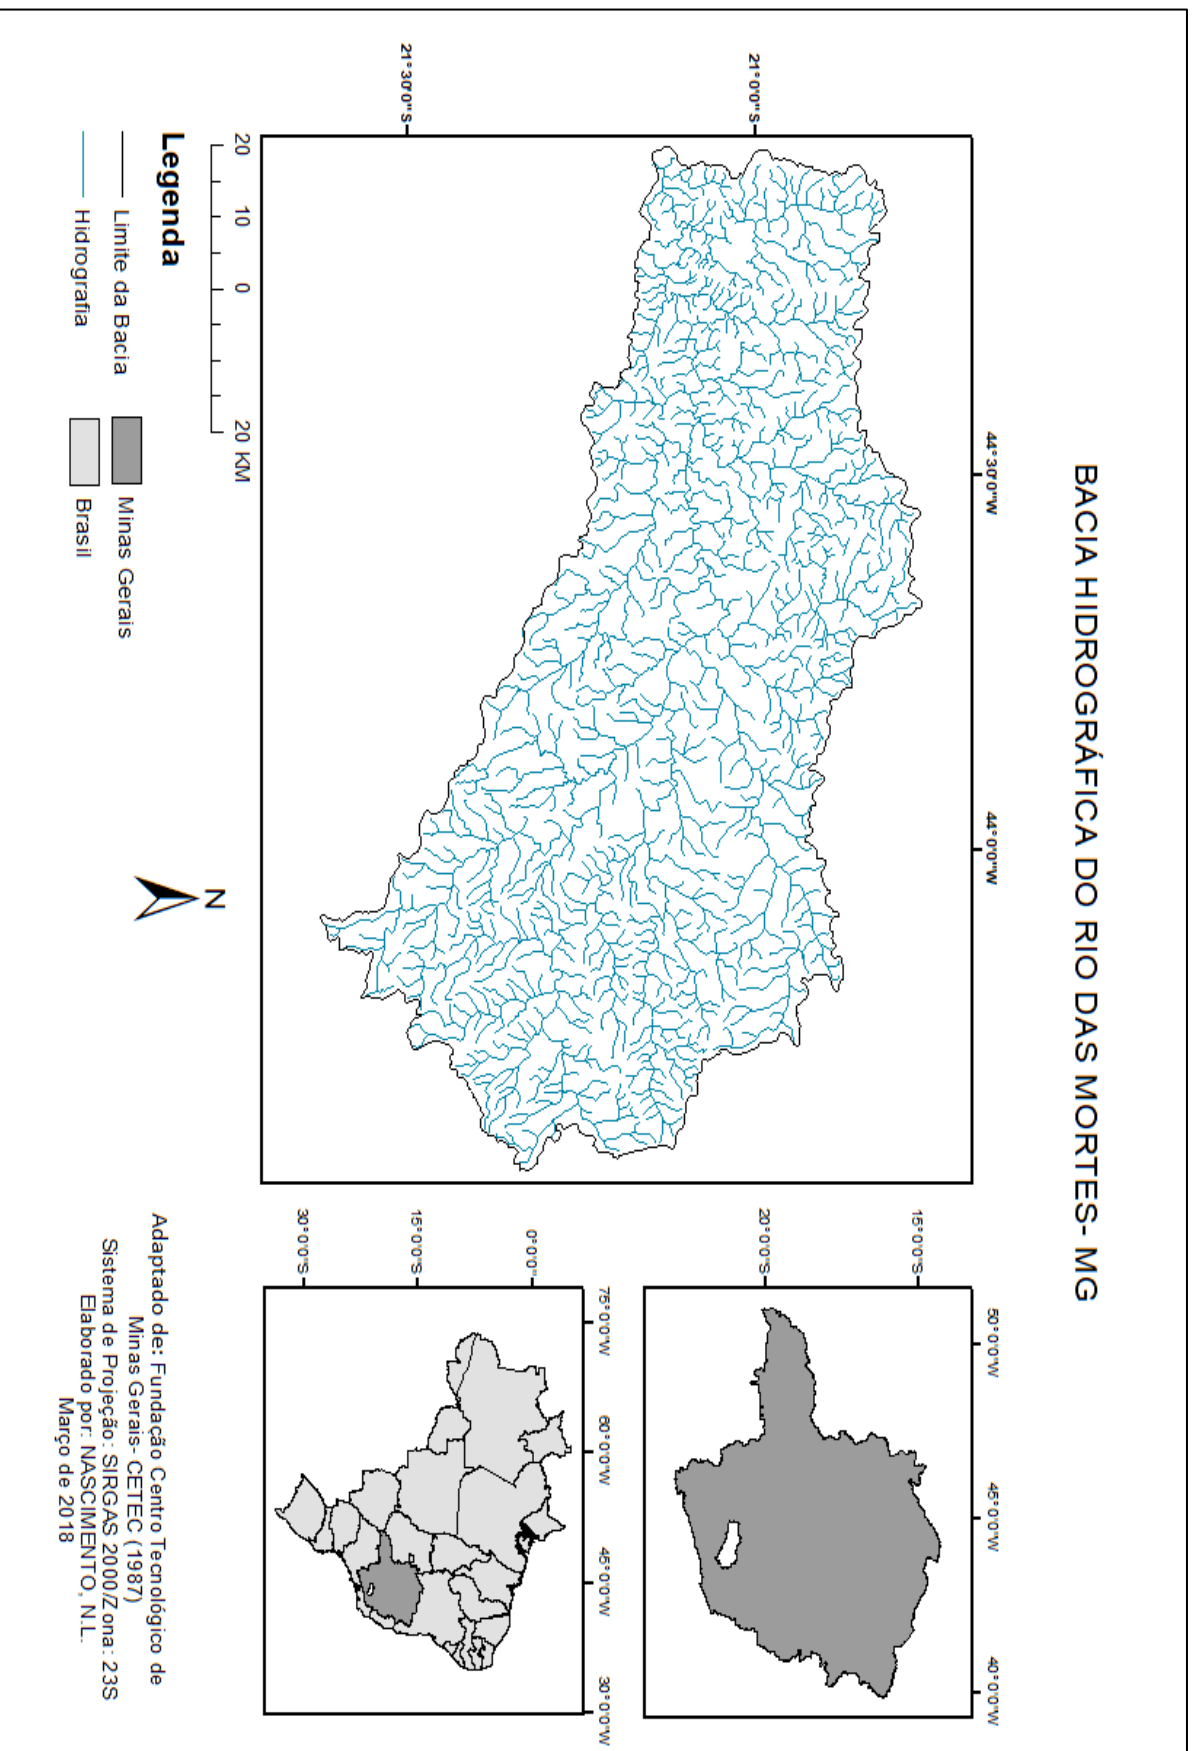 BACIA HIDROGRÁFICA DO RIO DAS MORTES- MG
44°30'0"W
44°0'0"W
21°0'0"S
21°30'0"S
50°0'0"W
45°0'0"W
40°0'0"W
15°0'0"S
20°0'0"S
75°0'0"W
60°0'0"W
45°0'0"W
30°0'0"W
0°0'0"
15°0'0"S
30°0'0"S
20 10 0 20 KM
N
Legenda
Limite da Bacia
Hidrografia
Minas Gerais
Brasil
Adaptado de: Fundação Centro Tecnológico de
Minas Gerais- CETEC (1987)
Sistema de Projeção: SIRGAS 2000/Zona: 23S
Elaborado por: NASCIMENTO, N.L.
Março de 2018